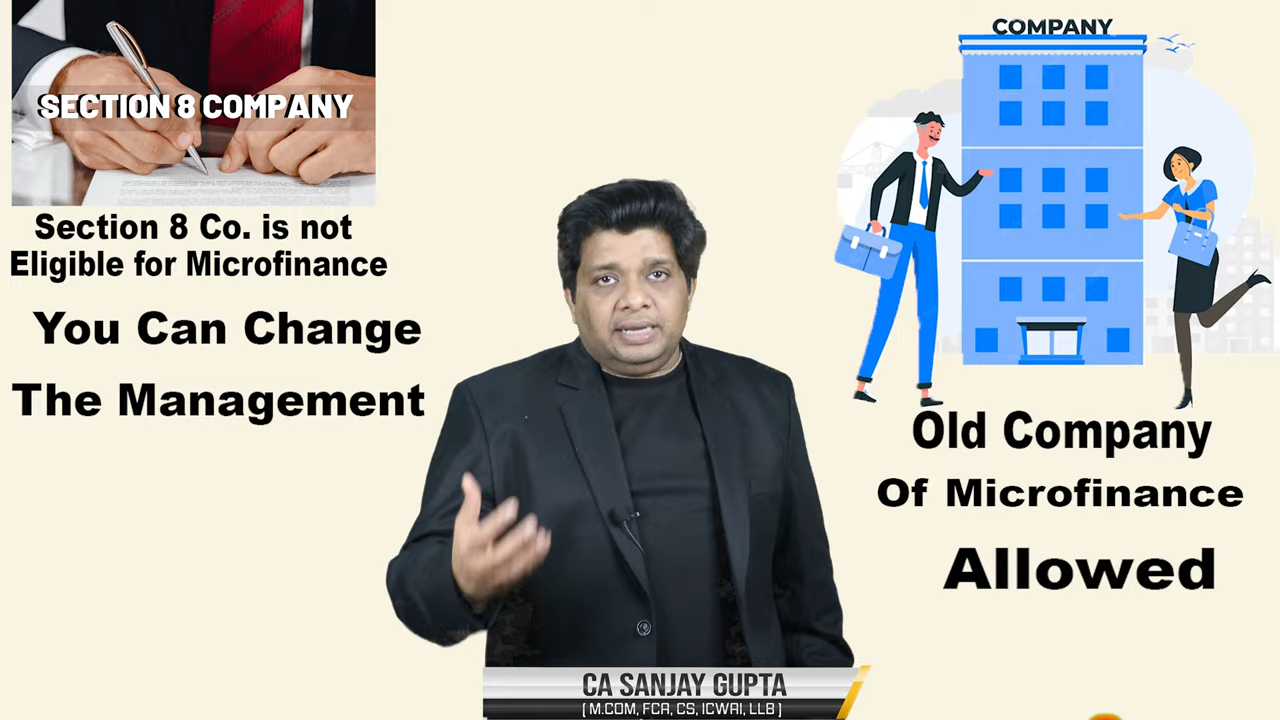 SECTION 8 COMPANY
Section 8 Co. is not
Eligible for Microfinance
You Can Change
The Management
COMPANY
Old Company
Of Microfinance
Allowed
CA SANJAY GUPTA
[ M.COM, FCA, CS, ICWAI, LLB ]